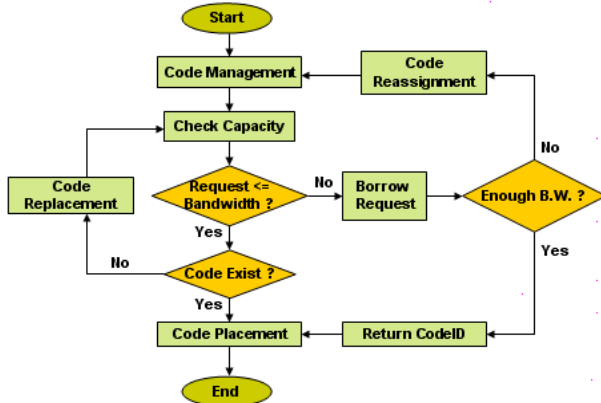 Start
Code Management
Code
Reassignment
Check Capacity
No
Code
Replacement
Request <=
Bandwidth ?
No
Borrow
Request
Enough B.W. ?
Yes
Yes
No
Code Exist ?
Yes
Code Placement
Return CodeID
End